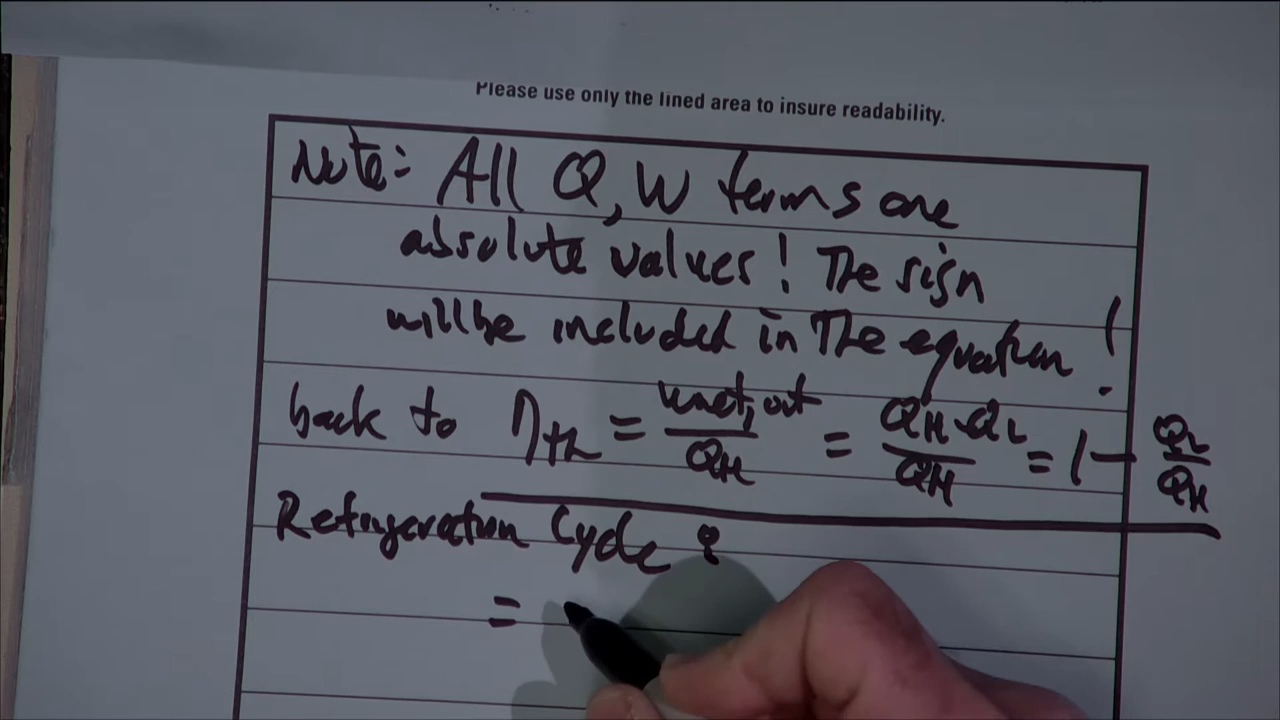 Please use only the lined area to insure readability.
Note: All Q, W terms are
absolute values! The sign
will be included in the equation!
back to η_th = Wnet,out/QH = QH-QL/QH = 1 - QL/QH
Refrigeration Cycle:
=